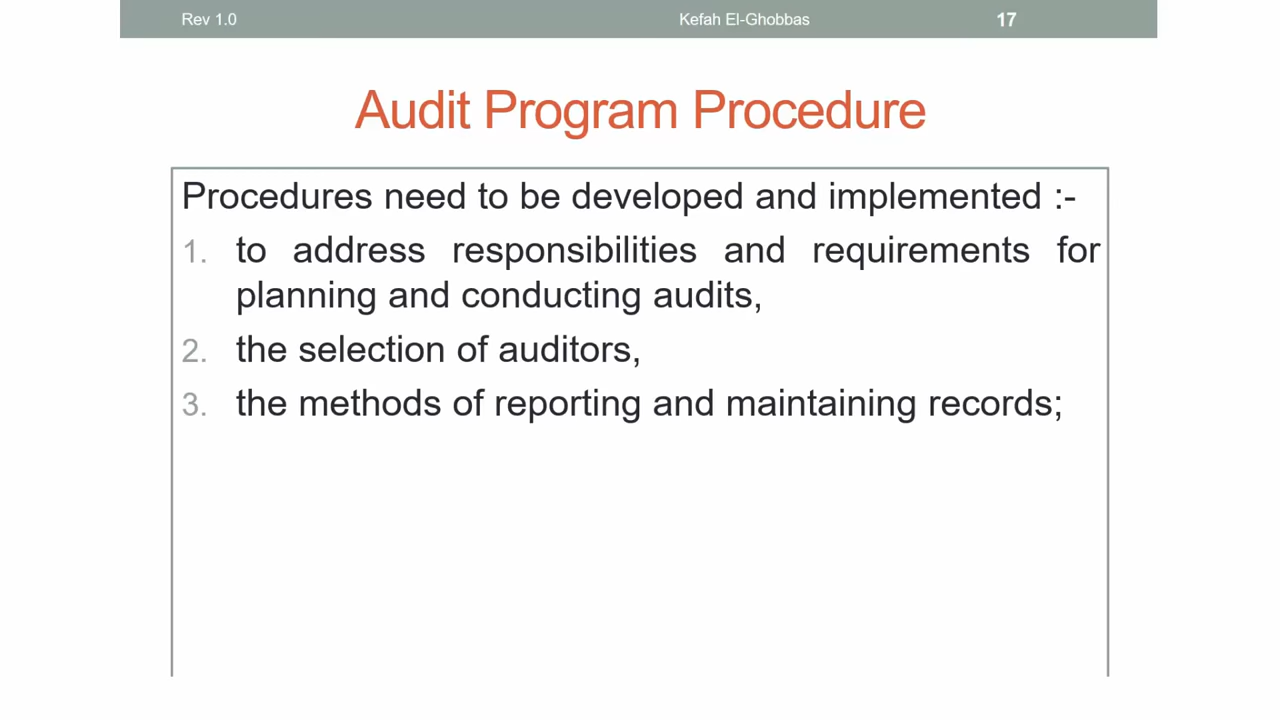 Rev 1.0 Kefah El-Ghobbas 17
Audit Program Procedure
Procedures need to be developed and implemented :-
1. to address responsibilities and requirements for
planning and conducting audits,
2. the selection of auditors,
3. the methods of reporting and maintaining records;